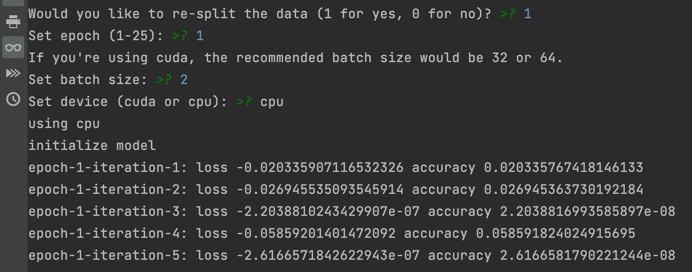 Would you like to re-split the data (1 for yes, 0 for no)? >? 1
Set epoch (1-25): >? 1
If you're using cuda, the recommended batch size would be 32 or 64.
Set batch size: >? 2
Set device (cuda or cpu): >? cpu
using cpu
initialize model
epoch-1-iteration-1: loss -0.020335907116532326 accuracy 0.020335767418146133
epoch-1-iteration-2: loss -0.026945535093545914 accuracy 0.026945363730192184
epoch-1-iteration-3: loss -2.2038810243429907e-07 accuracy 2.2038816993585897e-08
epoch-1-iteration-4: loss -0.05859201401472092 accuracy 0.058591824024915695
epoch-1-iteration-5: loss -2.6166571842622943e-07 accuracy 2.6166581790221244e-08